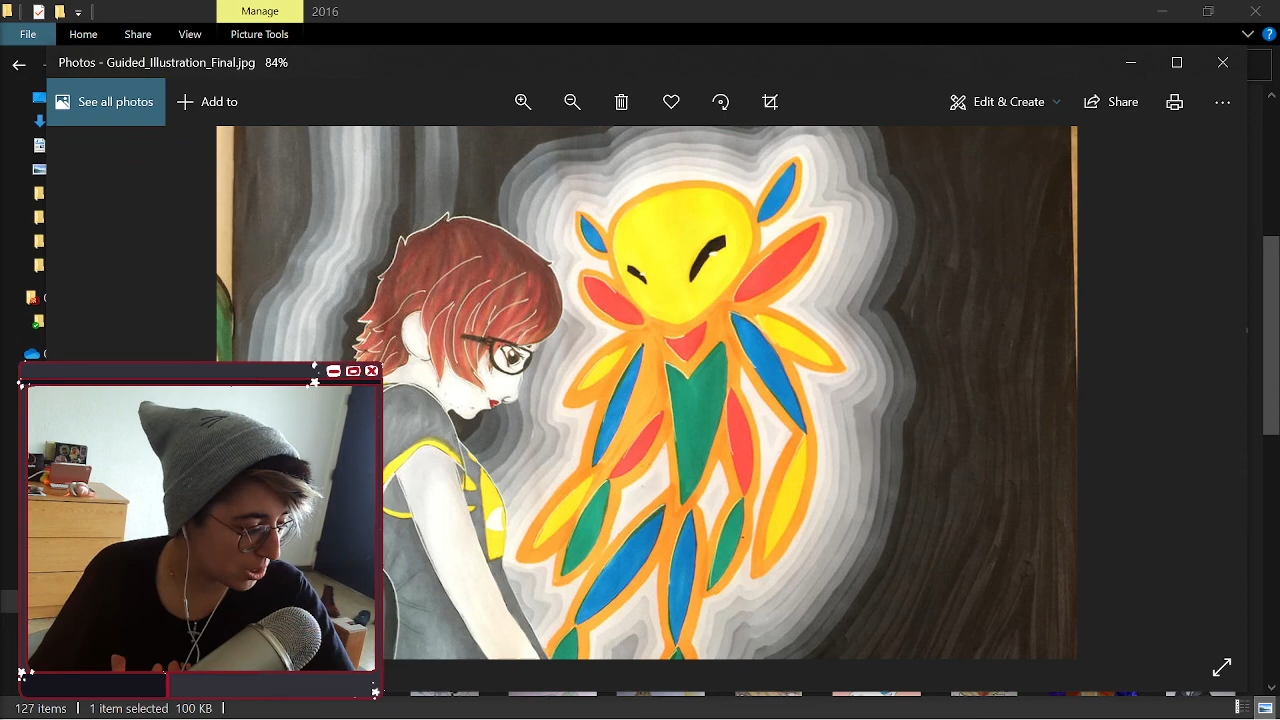 Manage 2016
File Home Share View Picture Tools
Photos - Guided_Illustration_Final.jpg 84%
See all photos Add to Edit & Create Share
127 items 1 item selected 100 KB